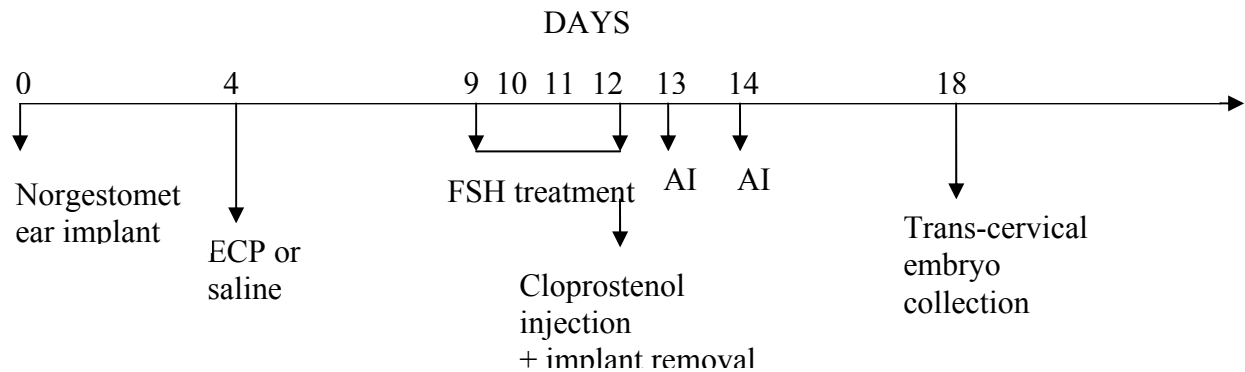 DAYS
0 4 9 10 11 12 13 14 18
Norgestomet
ear implant
ECP or
saline
FSH treatment
AI AI
Cloprostenol
injection
+ implant removal
Trans-cervical
embryo
collection